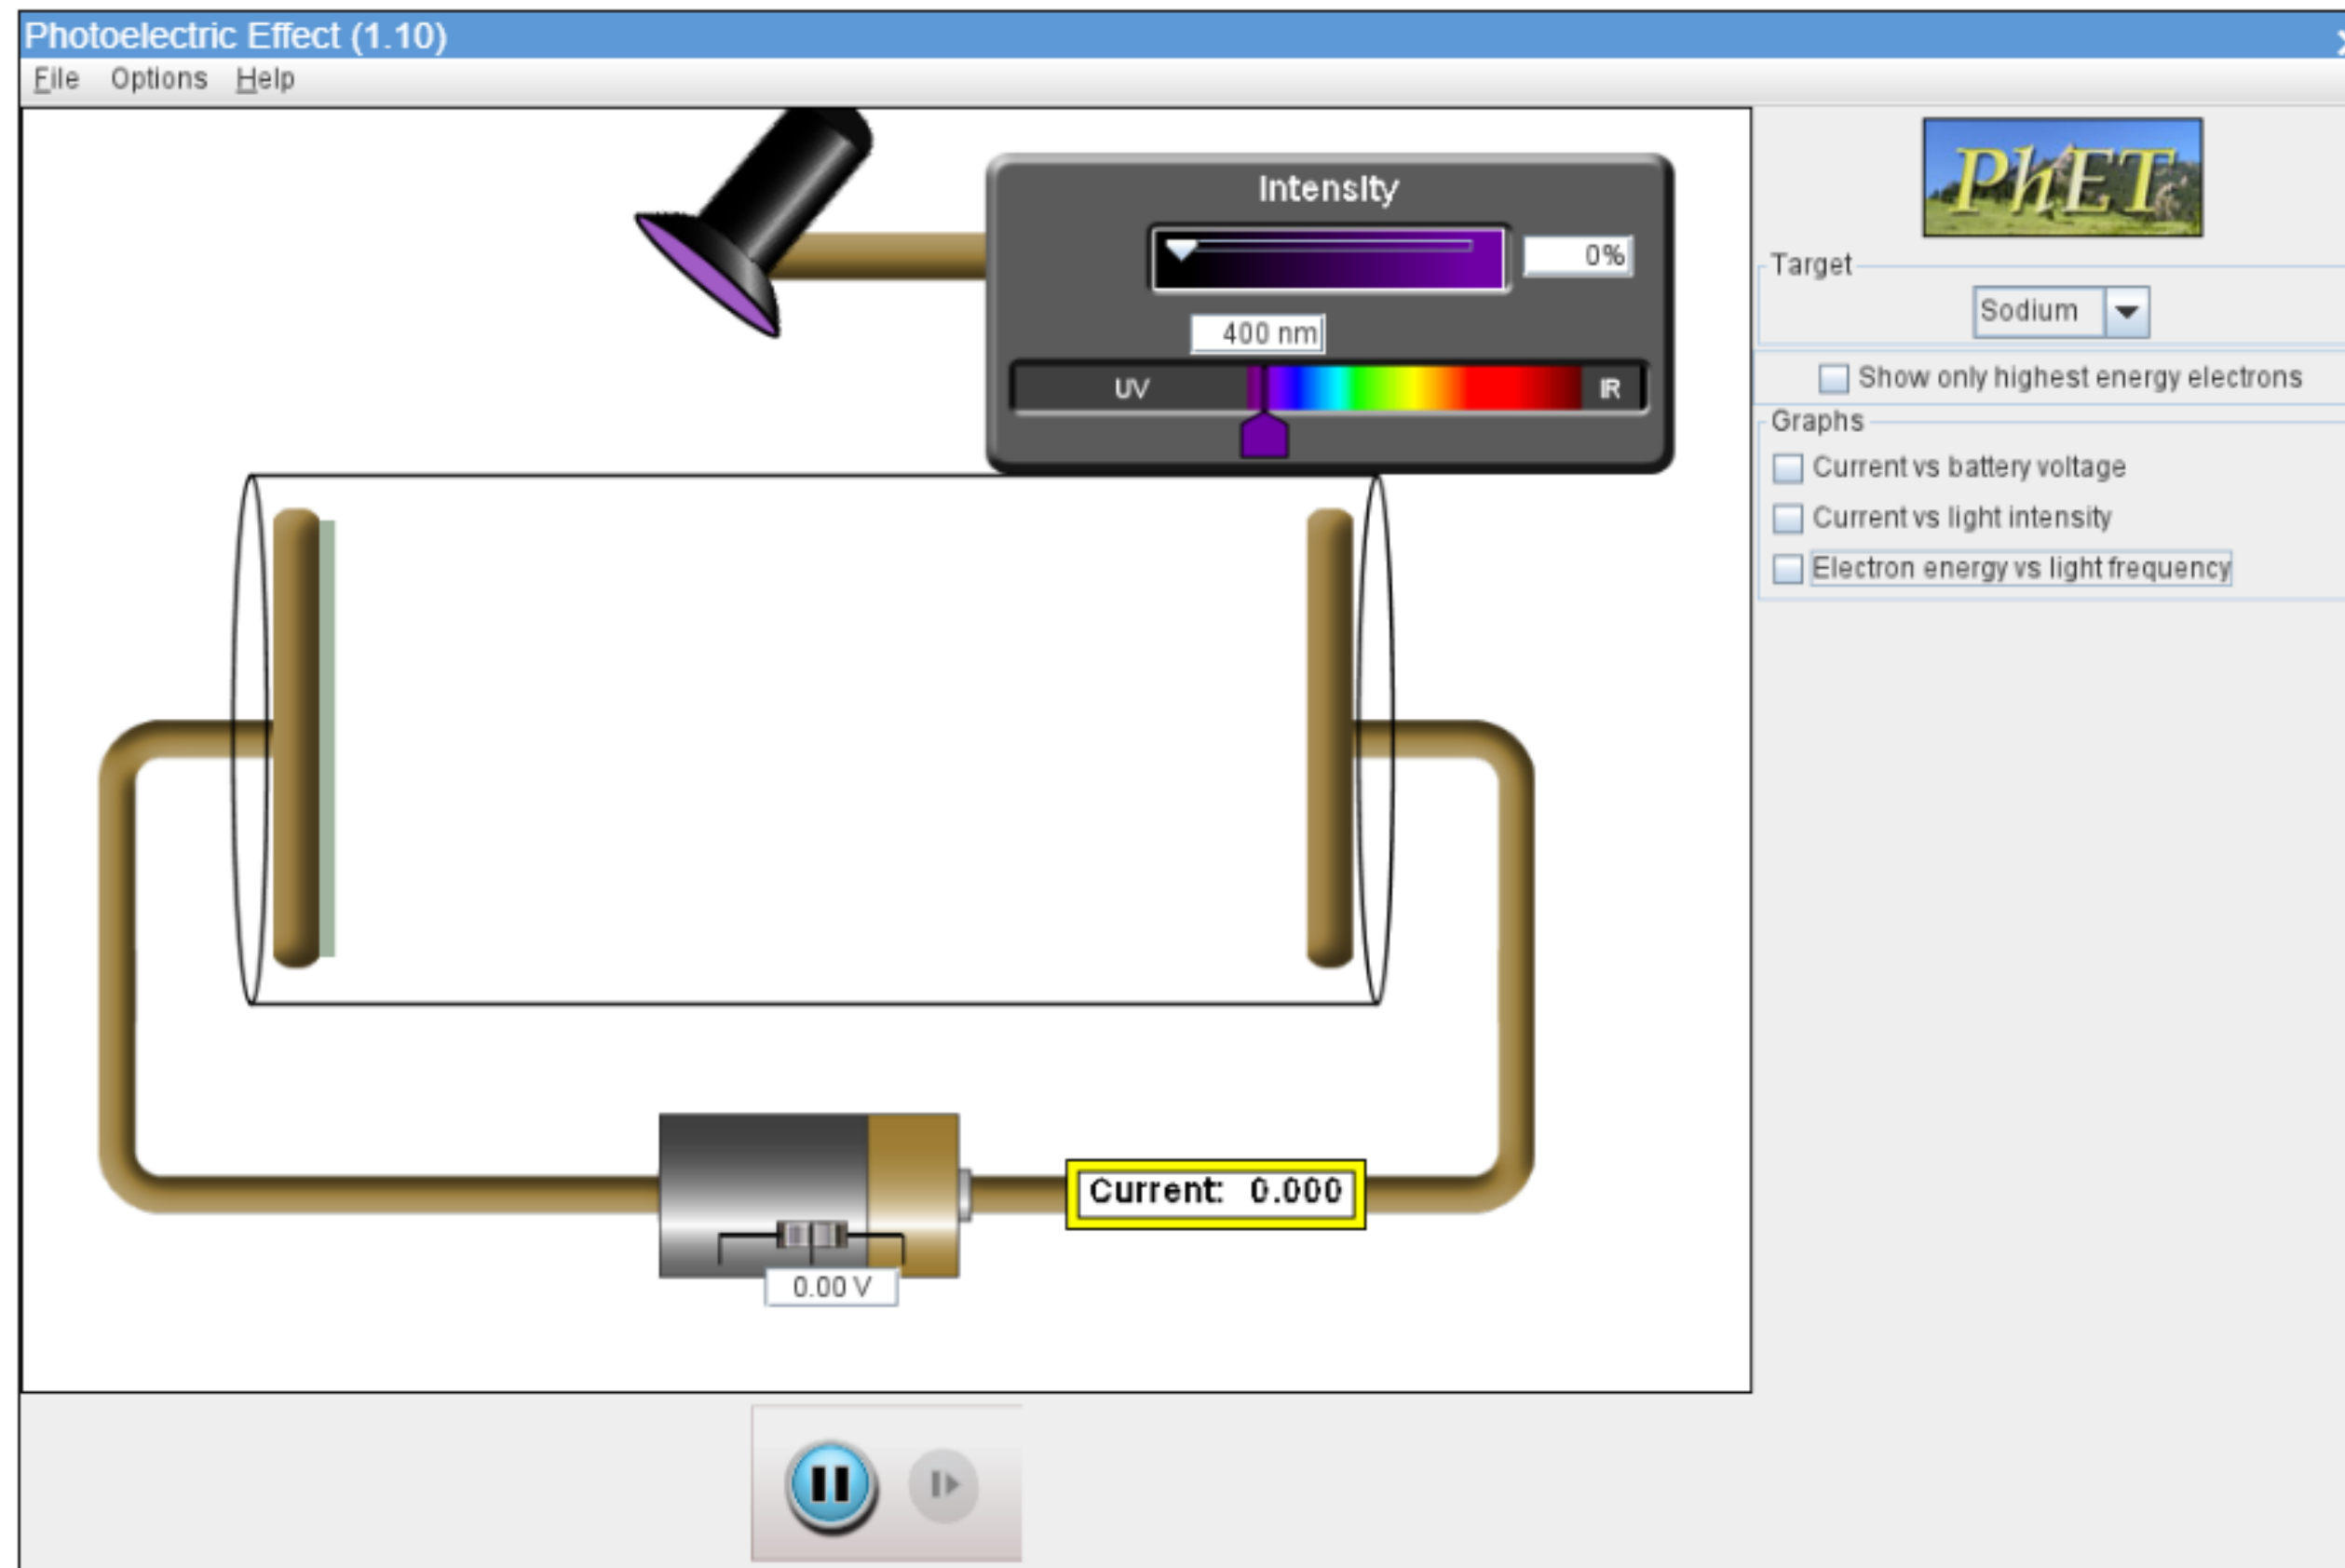 Photoelectric Effect (1.10)
File Options Help
Intensity
0%
400 nm
UV IR
PhET
Target
Sodium
Show only highest energy electrons
Graphs
Current vs battery voltage
Current vs light intensity
Electron energy vs light frequency
Current: 0.000
0.00 V